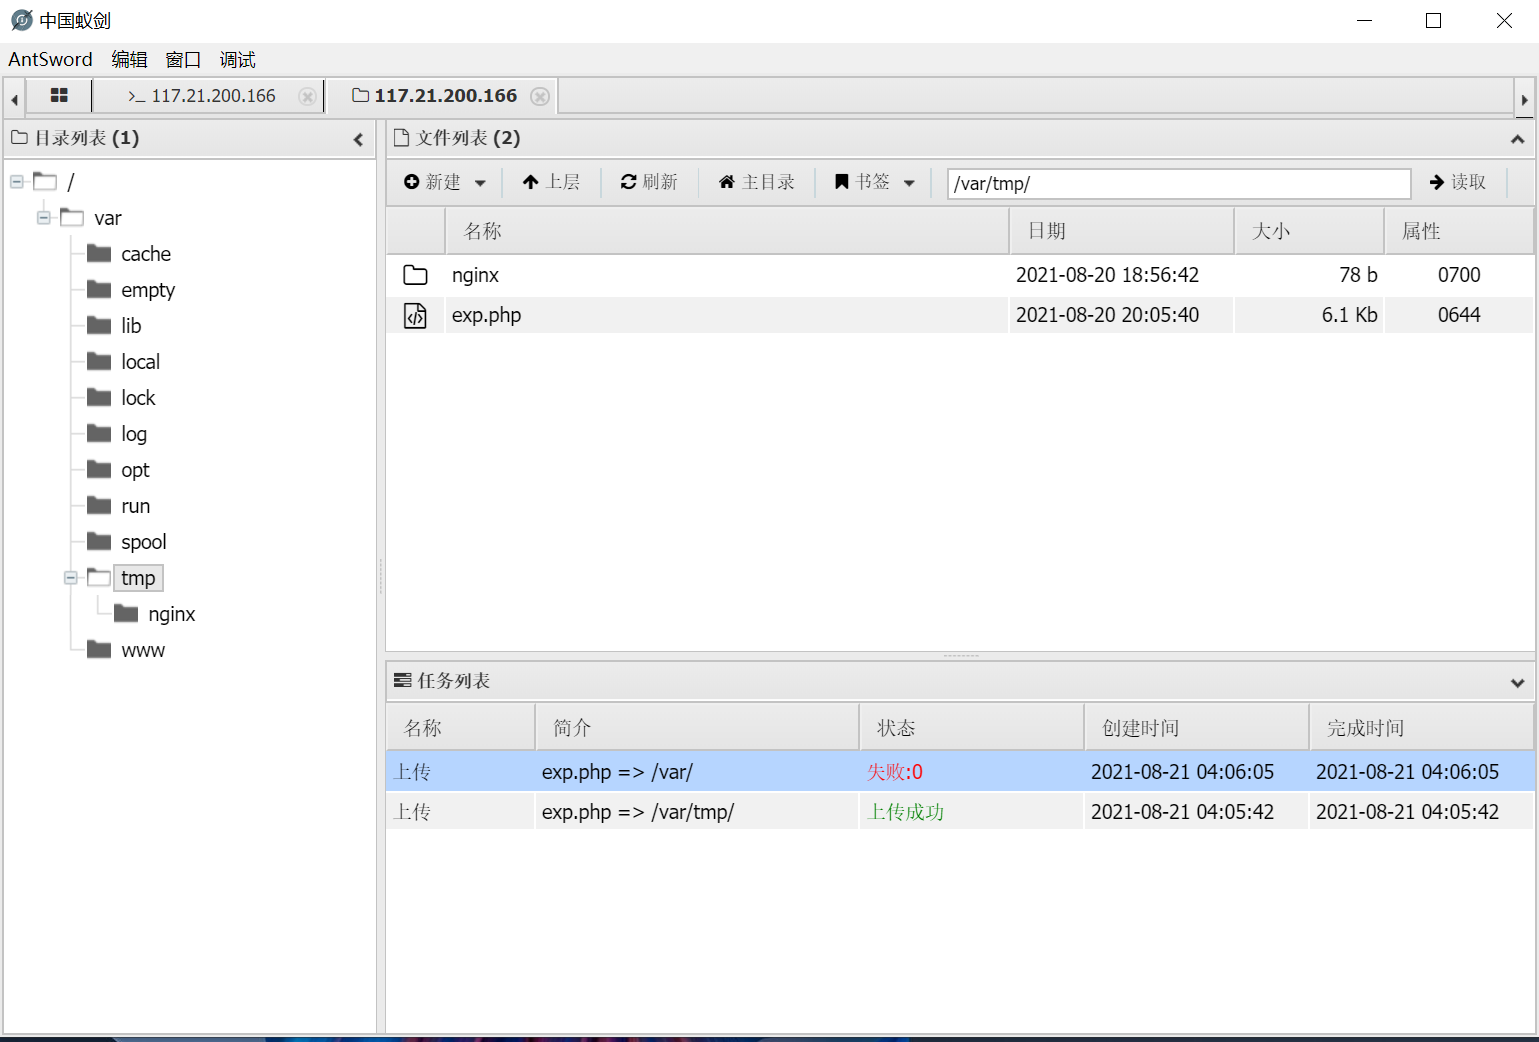 中国蚁剑
AntSword 编辑 窗口 调试
>_ 117.21.200.166
117.21.200.166
目录列表 (1)
/
var
cache
empty
lib
local
lock
log
opt
run
spool
tmp
nginx
www
文件列表 (2)
新建 上层 刷新 主目录 书签 /var/tmp/ 读取
名称 日期 大小 属性
nginx 2021-08-20 18:56:42 78 b 0700
exp.php 2021-08-20 20:05:40 6.1 Kb 0644
任务列表
名称 简介 状态 创建时间 完成时间
上传 exp.php => /var/ 失败:0 2021-08-21 04:06:05 2021-08-21 04:06:05
上传 exp.php => /var/tmp/ 上传成功 2021-08-21 04:05:42 2021-08-21 04:05:42